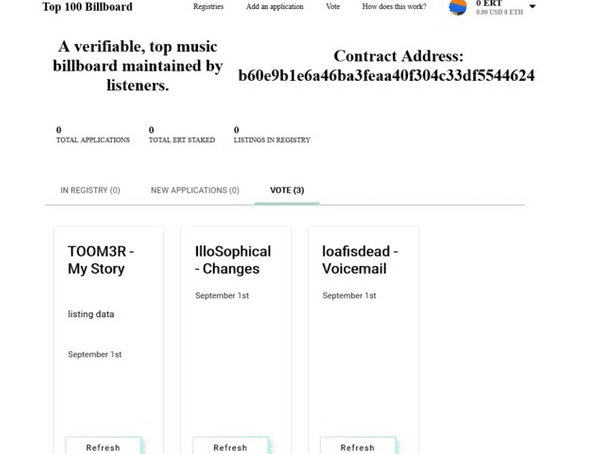 Top 100 Billboard
Registries
Add an application
Vote
How does this work?
0 ERT
0.00 USD 0 ETH
A verifiable, top music
billboard maintained by
listeners.
Contract Address:
b60e9b1e6a46ba3feaa40f304c33df5544624
0
TOTAL APPLICATIONS
0
TOTAL ERT STAKED
0
LISTINGS IN REGISTRY
IN REGISTRY (0)
NEW APPLICATIONS (0)
VOTE (3)
TOOM3R -
My Story
listing data
September 1st
Refresh
IlloSophical
- Changes
September 1st
Refresh
loafisdead -
Voicemail
September 1st
Refresh